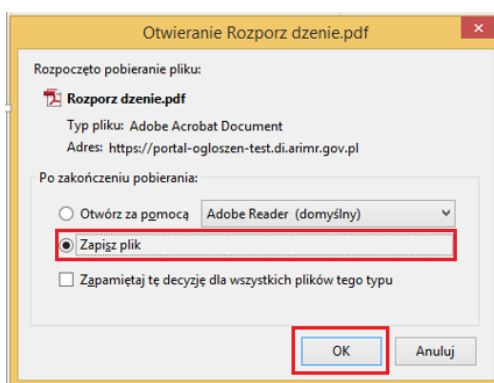 Otwieranie Rozporz dzenie.pdf
Rozpoczęto pobieranie pliku:
Rozporz dzenie.pdf
Typ pliku: Adobe Acrobat Document
Adres: https://portal-ogloszen-test.di.arimr.gov.pl
Po zakończeniu pobierania:
Otwórz za pomocą Adobe Reader (domyślny)
Zapisz plik
Zapamiętaj tę decyzję dla wszystkich plików tego typu
OK Anuluj